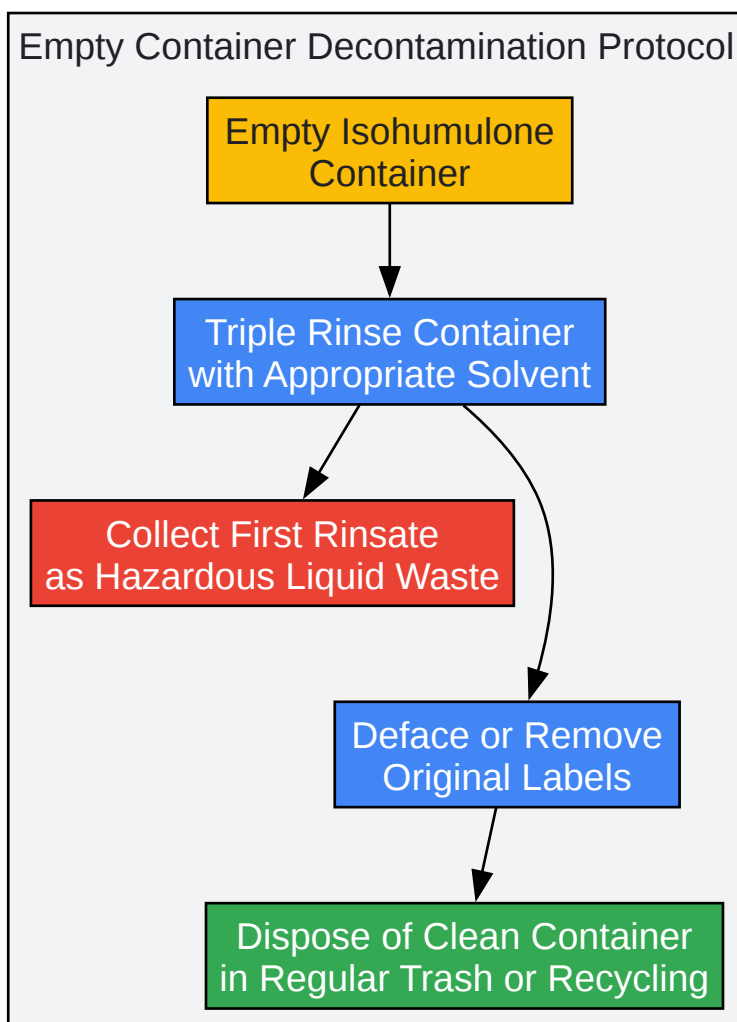 Empty Container Decontamination Protocol
Empty Isohumulone
Container
Triple Rinse Container
with Appropriate Solvent
Collect First Rinsate
as Hazardous Liquid Waste
Deface or Remove
Original Labels
Dispose of Clean Container
in Regular Trash or Recycling